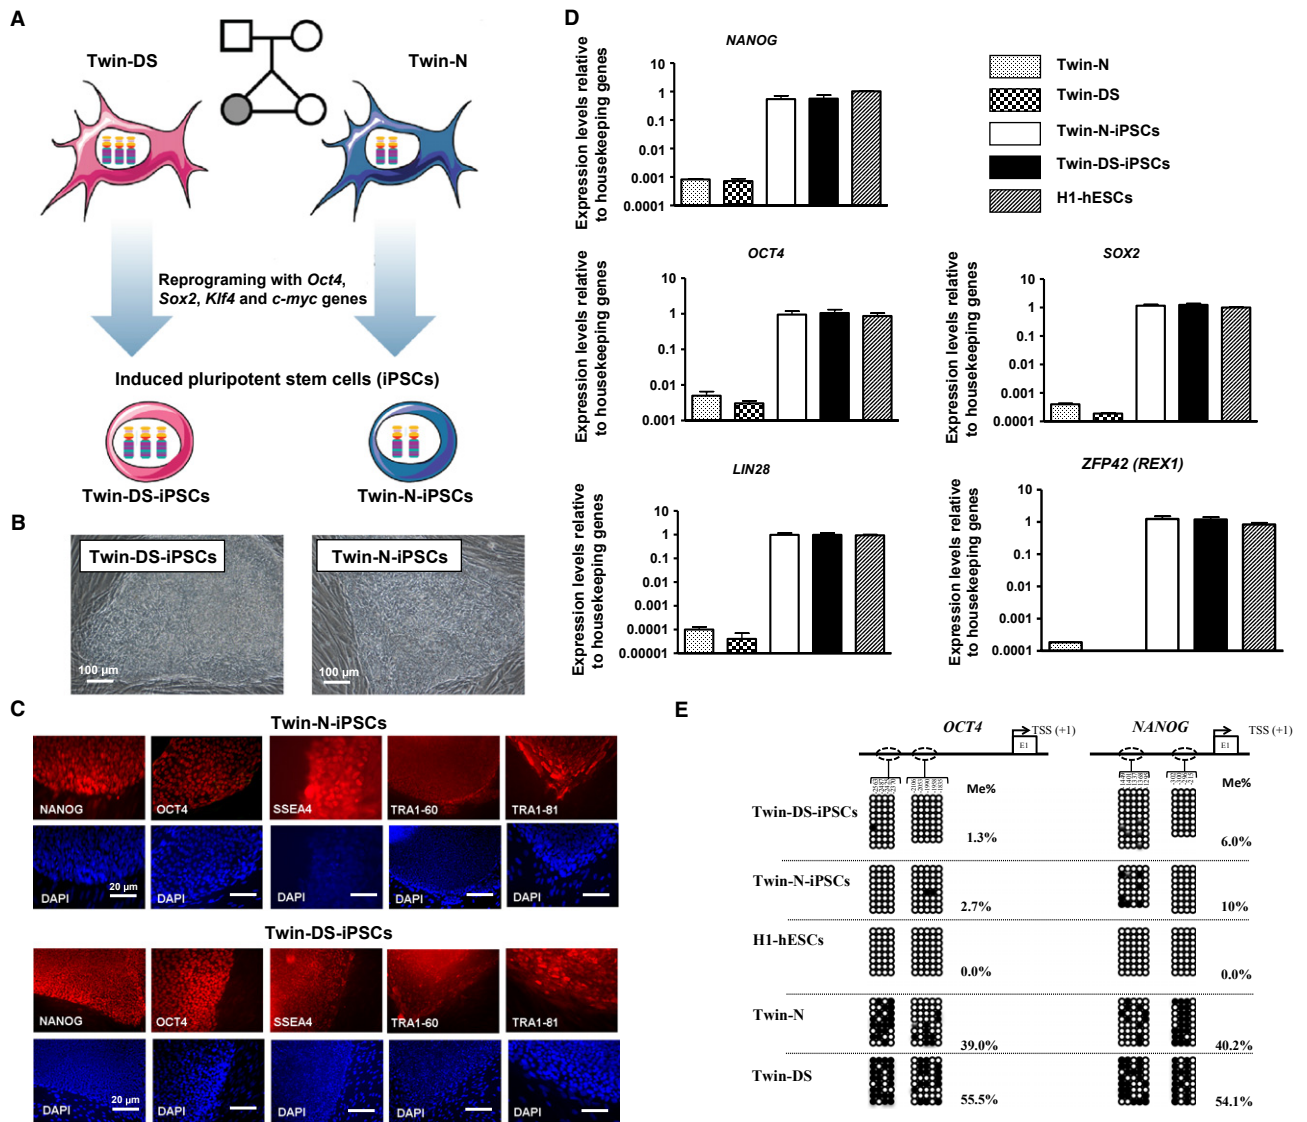 A
Twin-DS
Twin-N
Reprograming with Oct4,
Sox2, Klf4 and c-myc genes
Induced pluripotent stem cells (iPSCs)
Twin-DS-iPSCs
Twin-N-iPSCs
B
Twin-DS-iPSCs
100 µm
Twin-N-iPSCs
100 µm
C
Twin-N-iPSCs
NANOG
OCT4
SSEA4
TRA1-60
TRA1-81
DAPI
20 µm
DAPI
DAPI
DAPI
DAPI
Twin-DS-iPSCs
NANOG
OCT4
SSEA4
TRA1-60
TRA1-81
DAPI
20 µm
DAPI
DAPI
DAPI
DAPI
D
NANOG
Expression levels relative
to housekeeping genes
10
1
0.1
0.01
0.001
0.0001
Twin-N
Twin-DS
Twin-N-iPSCs
Twin-DS-iPSCs
H1-hESCs
OCT4
Expression levels relative
to housekeeping genes
10
1
0.1
0.01
0.001
SOX2
Expression levels relative
to housekeeping genes
10
1
0.1
0.01
0.001
0.0001
LIN28
Expression levels relative
to housekeeping genes
10
1
0.1
0.01
0.001
0.0001
0.00001
ZFP42 (REX1)
Expression levels relative
to housekeeping genes
10
1
0.1
0.01
0.001
0.0001
E
OCT4
TSS (+1)
E1
NANOG
TSS (+1)
E1
Me%
Me%
Twin-DS-iPSCs
1.3%
6.0%
Twin-N-iPSCs
2.7%
10%
H1-hESCs
0.0%
0.0%
Twin-N
39.0%
40.2%
Twin-DS
55.5%
54.1%